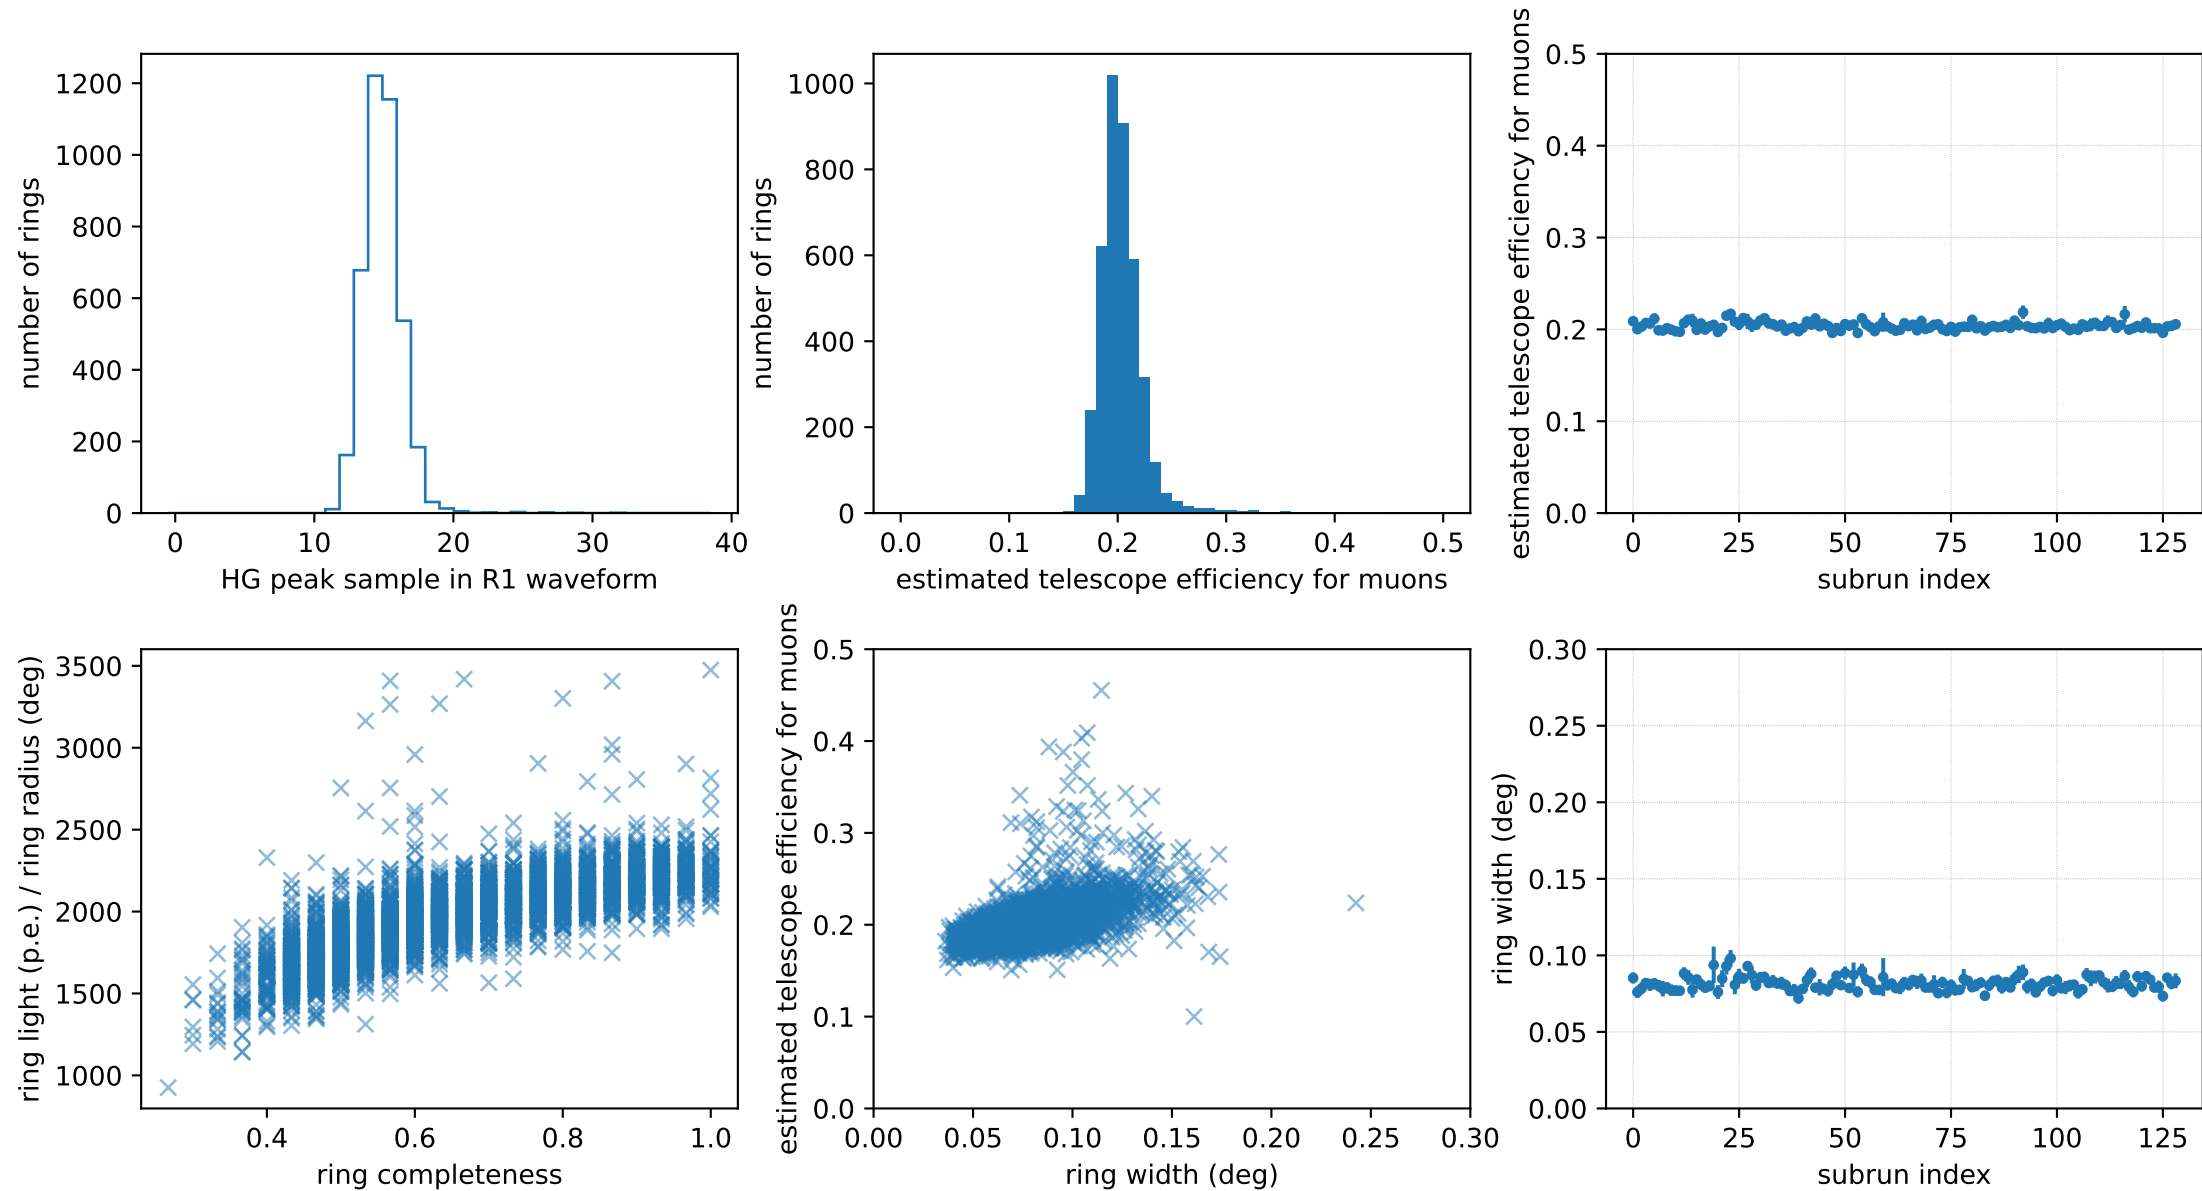 number of rings
1200
1000
800
600
400
200
0
0 10 20 30 40
HG peak sample in R1 waveform
number of rings
1000
800
600
400
200
0
0.0 0.1 0.2 0.3 0.4 0.5
estimated telescope efficiency for muons
estimated telescope efficiency for muons
0.5
0.4
0.3
0.2
0.1
0.0
0 25 50 75 100 125
subrun index
ring light (p.e.) / ring radius (deg)
3500
3000
2500
2000
1500
1000
0.4 0.6 0.8 1.0
ring completeness
estimated telescope efficiency for muons
0.5
0.4
0.3
0.2
0.1
0.0
0.00 0.05 0.10 0.15 0.20 0.25 0.30
ring width (deg)
ring width (deg)
0.30
0.25
0.20
0.15
0.10
0.05
0.00
0 25 50 75 100 125
subrun index